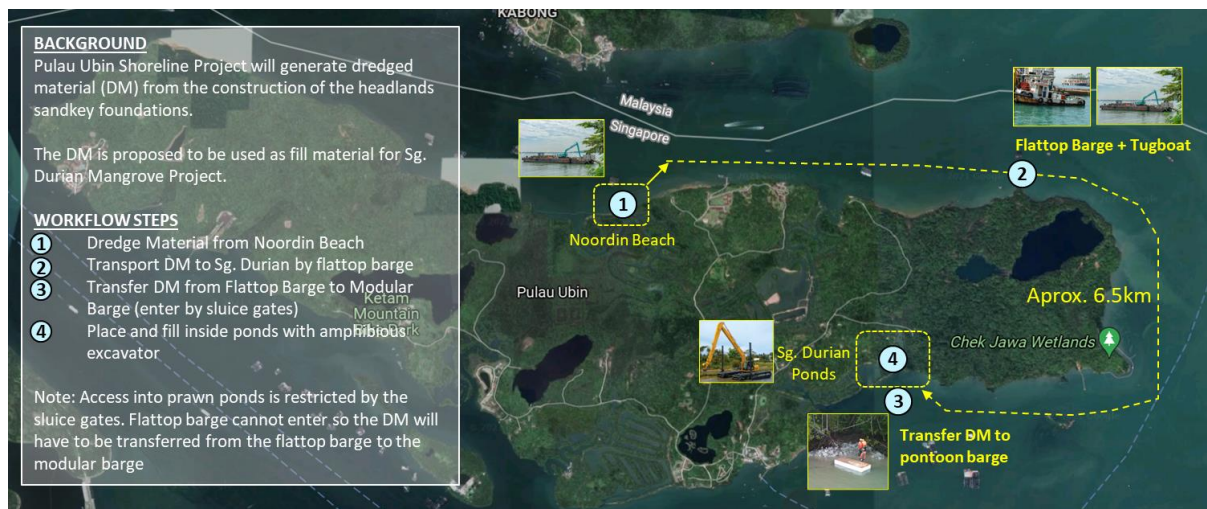 KABONG
BACKGROUND
Pulau Ubin Shoreline Project will generate dredged
material (DM) from the construction of the headlands
sandkey foundations.
The DM is proposed to be used as fill material for Sg.
Durian Mangrove Project.
WORKFLOW STEPS
1 Dredge Material from Noordin Beach
2 Transport DM to Sg. Durian by flattop barge
3 Transfer DM from Flattop Barge to Modular
Barge (enter by sluice gates)
4 Place and fill inside ponds with amphibious
excavator
Note: Access into prawn ponds is restricted by the
sluice gates. Flattop barge cannot enter so the DM will
have to be transferred from the flattop barge to the
modular barge
Ketam
Mountain
Malaysia
Singapore
1
Noordin Beach
Pulau Ubin
Flattop Barge + Tugboat
2
Aprox. 6.5km
Chek Jawa Wetlands
Sg. Durian
Ponds
4
3
Transfer DM to
pontoon barge